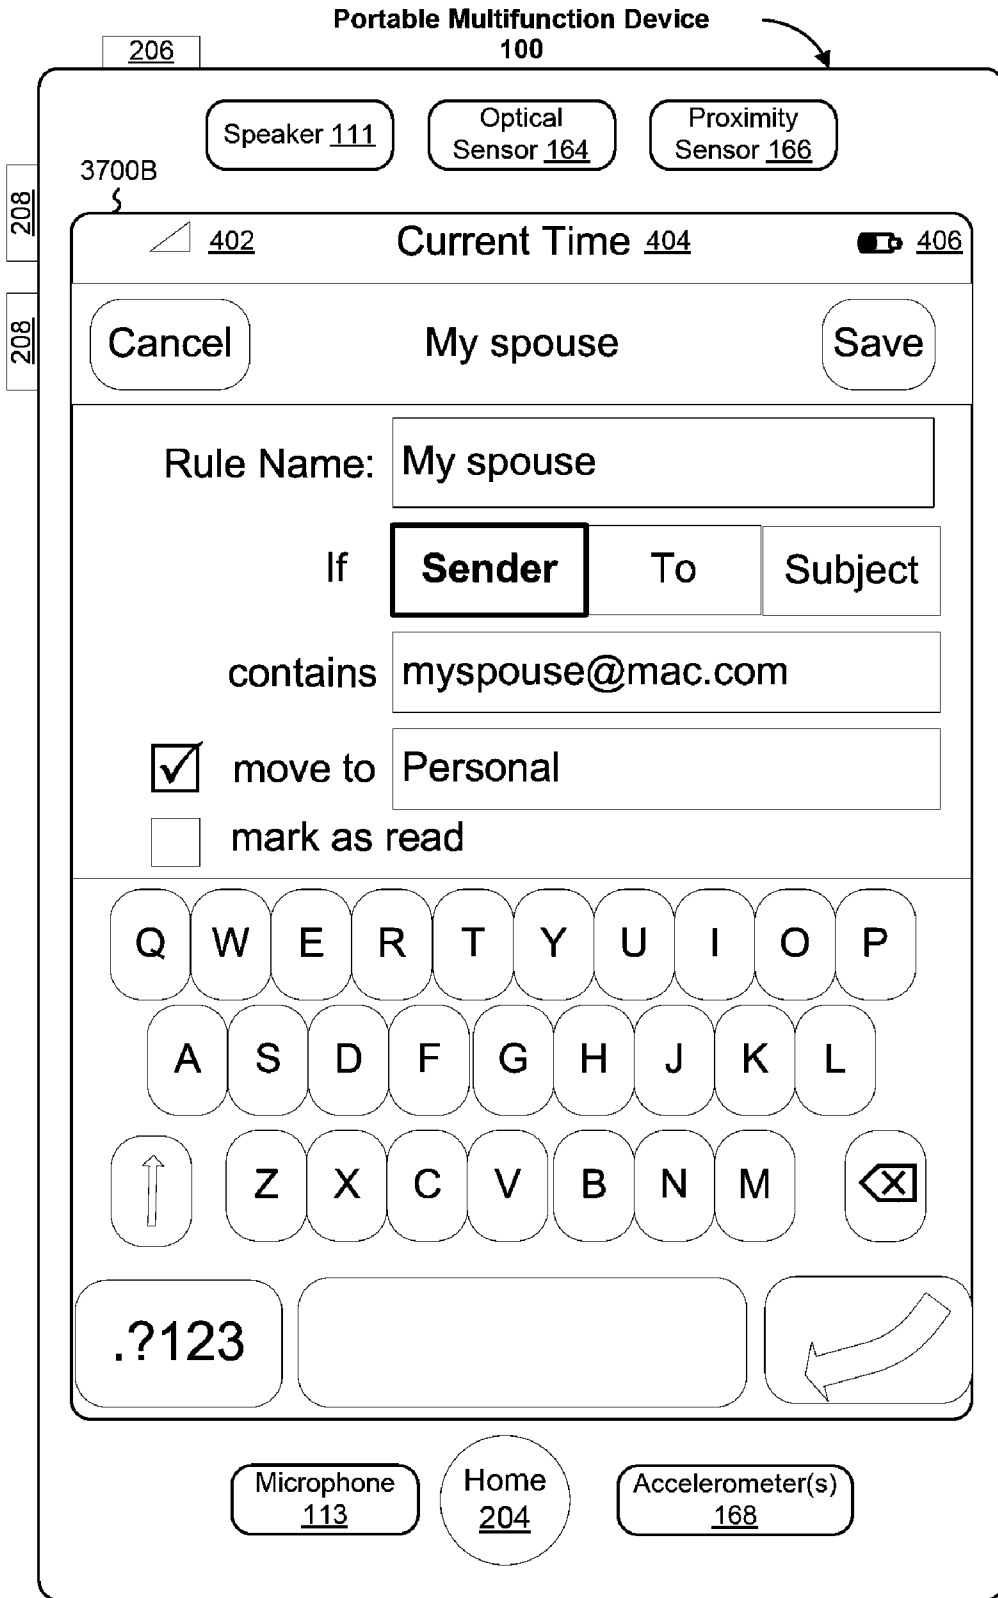 Portable Multifunction Device
100
206
Speaker 111
Optical
Sensor 164
Proximity
Sensor 166
3700B
208
208
402
Current Time 404
406
Cancel
My spouse
Save
Rule Name: My spouse
If Sender To Subject
contains myspouse@mac.com
move to Personal
mark as read
Q W E R T Y U I O P
A S D F G H J K L
Z X C V B N M
.?123
Microphone
113
Home
204
Accelerometer(s)
168